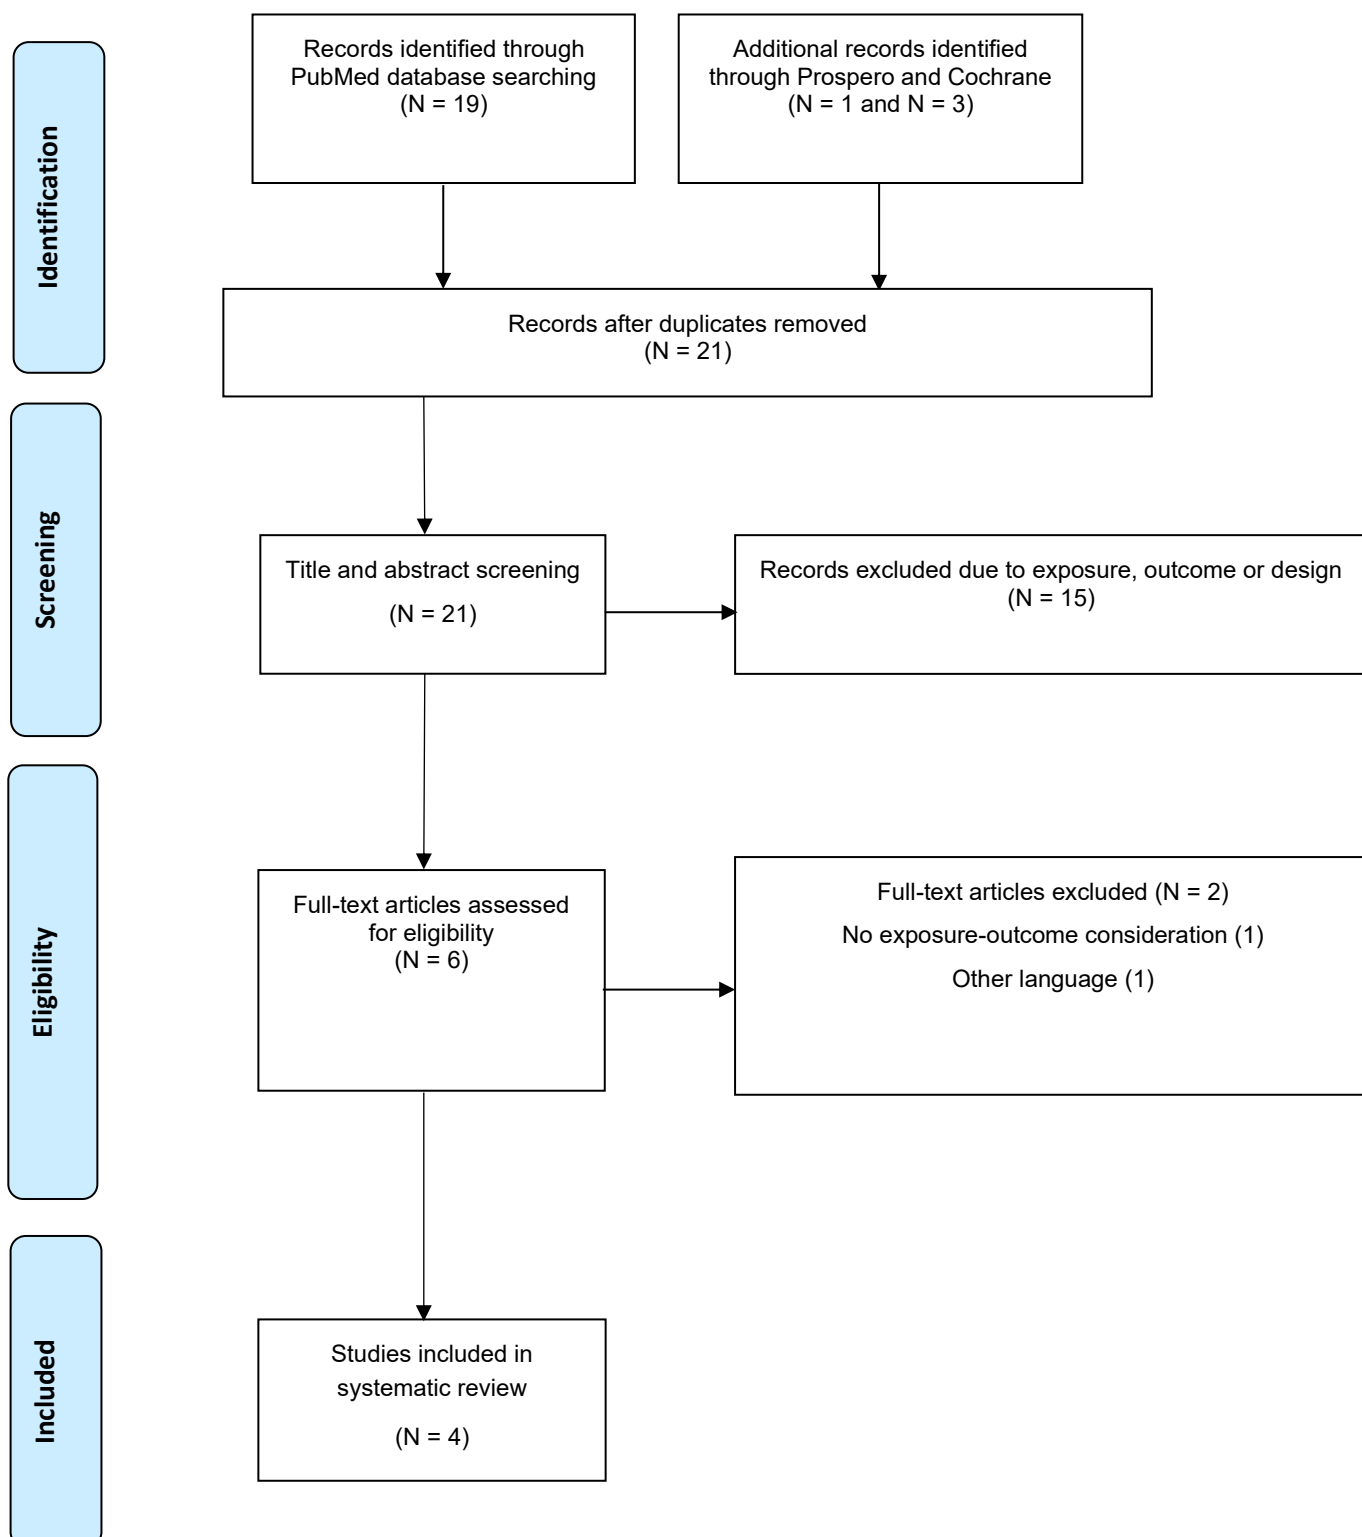 Identification
Records identified through
PubMed database searching
(N = 19)
Additional records identified
through Prospero and Cochrane
(N = 1 and N = 3)
Records after duplicates removed
(N = 21)
Screening
Title and abstract screening
(N = 21)
Records excluded due to exposure, outcome or design
(N = 15)
Eligibility
Full-text articles assessed
for eligibility
(N = 6)
Full-text articles excluded (N = 2)
No exposure-outcome consideration (1)
Other language (1)
Included
Studies included in
systematic review
(N = 4)